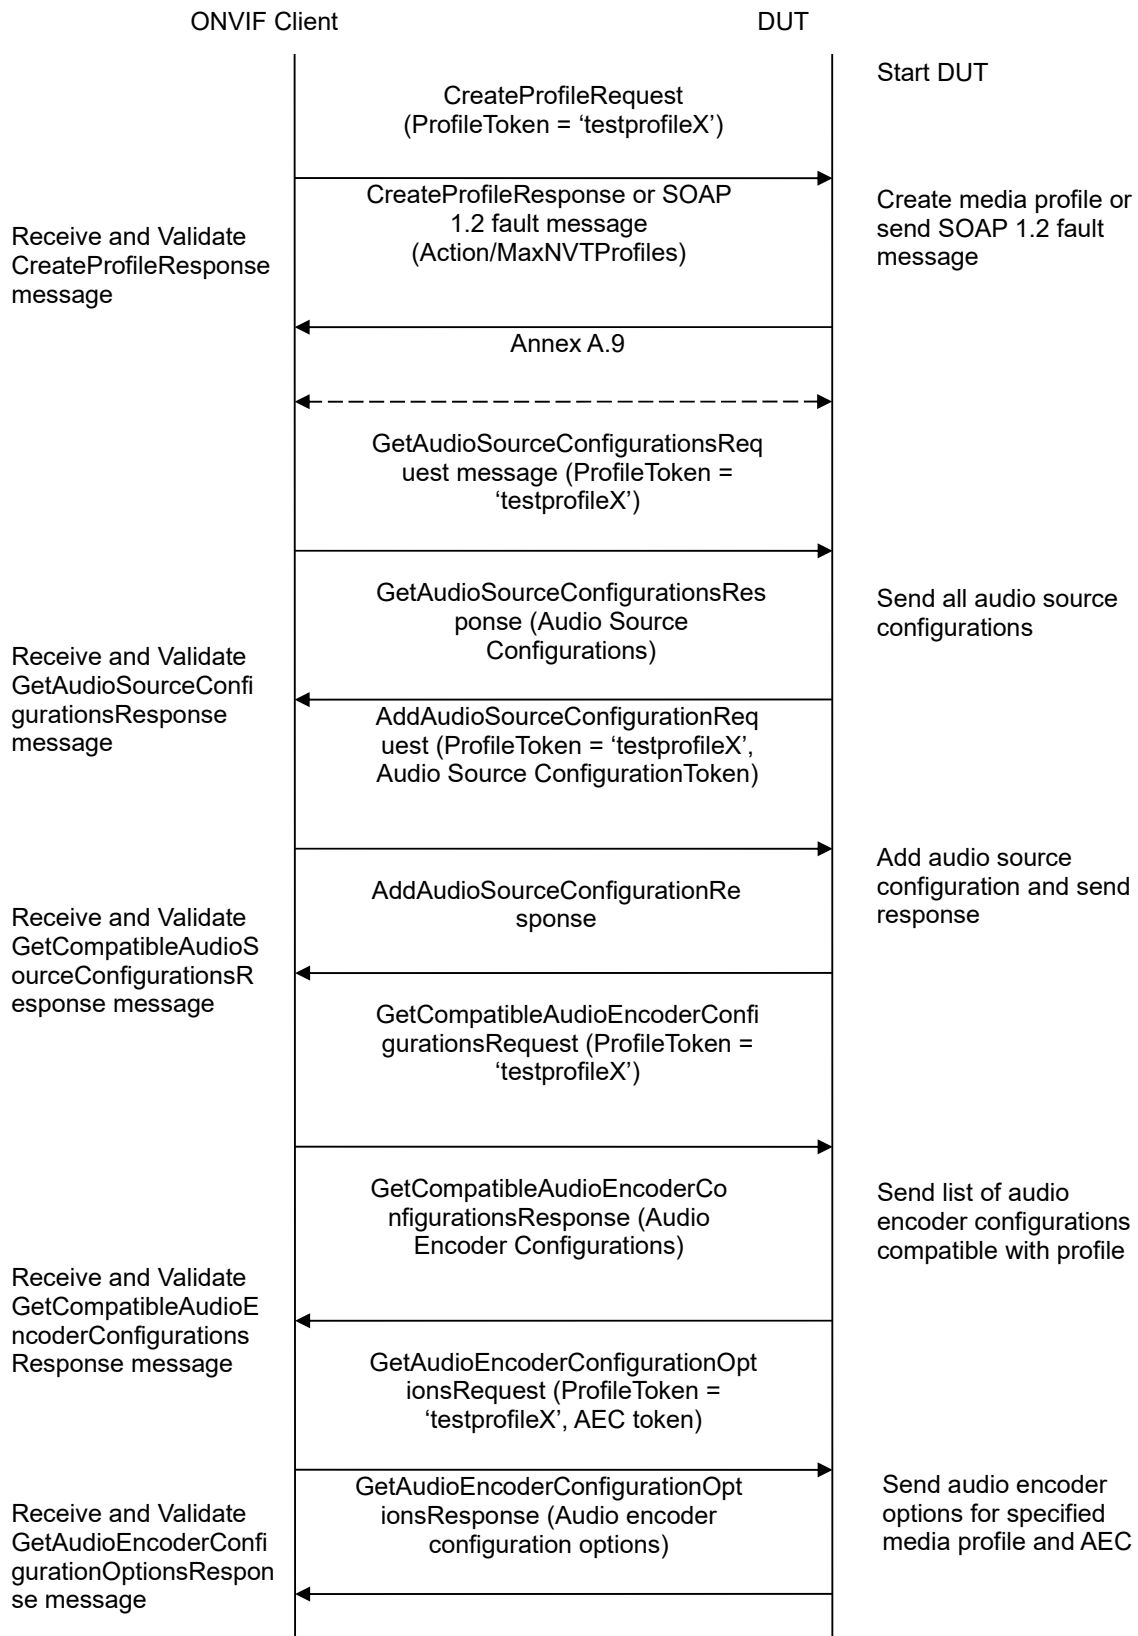 ONVIF Client
DUT
Start DUT
CreateProfileRequest
(ProfileToken = ‘testprofileX’)
CreateProfileResponse or SOAP
1.2 fault message
(Action/MaxNVTProfiles)
Create media profile or
send SOAP 1.2 fault
message
Receive and Validate
CreateProfileResponse
message
Annex A.9
GetAudioSourceConfigurationsReq
uest message (ProfileToken =
‘testprofileX’)
GetAudioSourceConfigurationsRes
ponse (Audio Source
Configurations)
Send all audio source
configurations
Receive and Validate
GetAudioSourceConfi
gurationsResponse
message
AddAudioSourceConfigurationReq
uest (ProfileToken = ‘testprofileX’,
Audio Source ConfigurationToken)
Add audio source
configuration and send
response
AddAudioSourceConfigurationRe
sponse
Receive and Validate
GetCompatibleAudioS
ourceConfigurationsR
esponse message
GetCompatibleAudioEncoderConfi
gurationsRequest (ProfileToken =
‘testprofileX’)
GetCompatibleAudioEncoderCo
nfigurationsResponse (Audio
Encoder Configurations)
Send list of audio
encoder configurations
compatible with profile
Receive and Validate
GetCompatibleAudioE
ncoderConfigurations
Response message
GetAudioEncoderConfigurationOpt
ionsRequest (ProfileToken =
‘testprofileX’, AEC token)
GetAudioEncoderConfigurationOpt
ionsResponse (Audio encoder
configuration options)
Send audio encoder
options for specified
media profile and AEC
Receive and Validate
GetAudioEncoderConfi
gurationOptionsRespon
se message